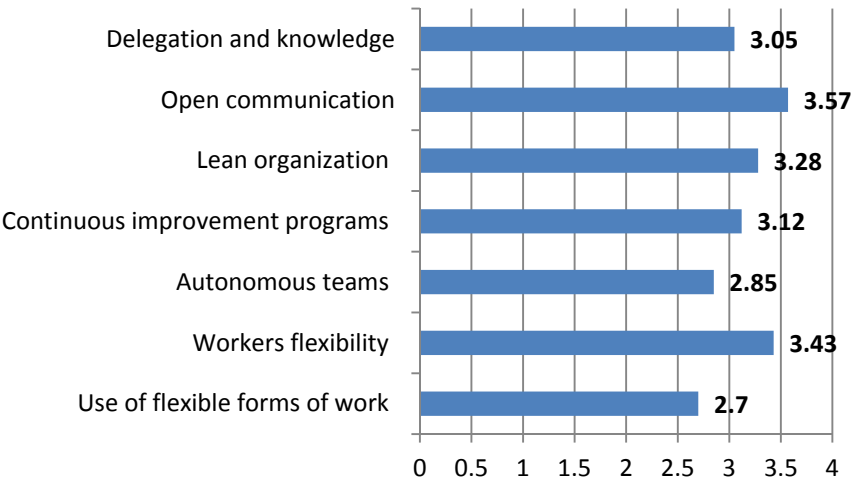 Delegation and knowledge 3.05
Open communication 3.57
Lean organization 3.28
Continuous improvement programs 3.12
Autonomous teams 2.85
Workers flexibility 3.43
Use of flexible forms of work 2.7
0 0.5 1 1.5 2 2.5 3 3.5 4